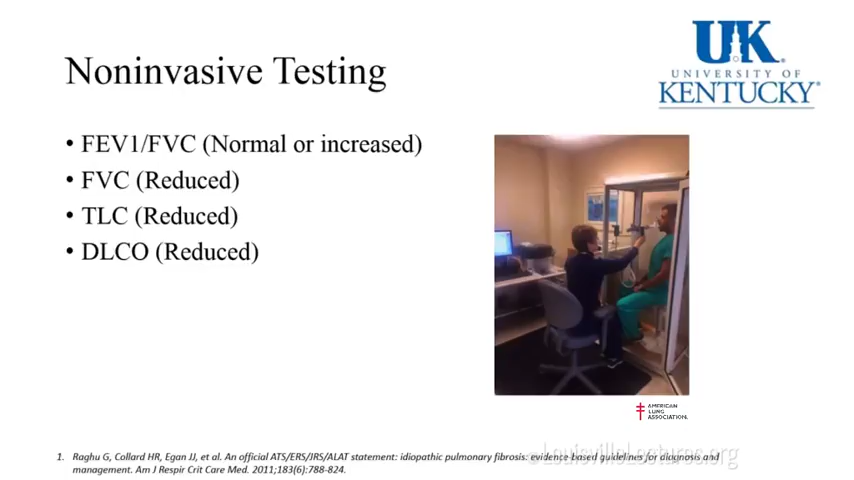 Noninvasive Testing
UK
UNIVERSITY OF
KENTUCKY
• FEV1/FVC (Normal or increased)
• FVC (Reduced)
• TLC (Reduced)
• DLCO (Reduced)
AMERICAN
LUNG
ASSOCIATION.
1. Raghu G, Collard HR, Egan JJ, et al. An official ATS/ERS/JRS/ALAT statement: idiopathic pulmonary fibrosis: evidence-based guidelines for diagnosis and
management. Am J Respir Crit Care Med. 2011;183(6):788-824.
LouisvilleLectures.org